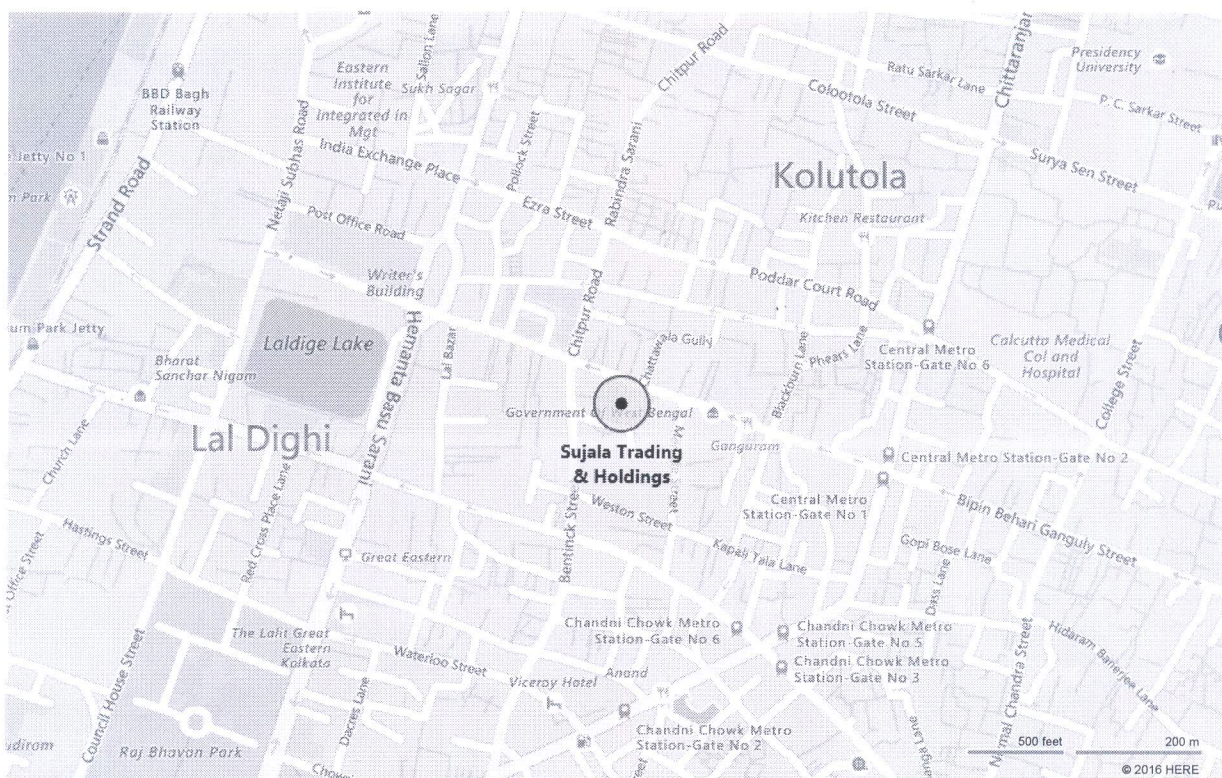 Presidency
University
Ratu Sarkar Lane
Chitpur Road
Chittaranjan
P. C. Sarkar Street
Colootola Street
Surya Sen Street
Eastern
Institute
for
Integrated in
Mgt
Sukh Sagar
BBD Bagh
Railway
Station
Jetty No 1
Park
Strand Road
Netaji Subhas Road
India Exchange Place
Pollock Street
Ezra Street
Rabindra Sarani
Kolutola
Kitchen Restaurant
Post Office Road
Writer's
Building
Poddar Court Road
Chitpur Road
Park Jetty
Laldige Lake
Hemanta Basu Sarani
Lal Bazar
Gully
Blackburn Lane
Phears Lane
Central Metro
Station-Gate No 6
Calcutta Medical
Col and
Hospital
College Street
Bharat
Sanchar Nigam
Government of West Bengal
Ganguram
Lal Dighi
Church Lane
Sujala Trading
& Holdings
Central Metro Station-Gate No 2
Central Metro
Station-Gate No 1
Bipin Behari Ganguly Street
Hastings Street
Red Cross Place Lane
Great Eastern
Bentinck
Weston Street
Kapali Tala Lane
Gopi Bose Lane
Dass Lane
Office Street
The Lalit Great
Eastern
Kolkata
Waterloo Street
Chandni Chowk Metro
Station-Gate No 6
Chandni Chowk Metro
Station-Gate No 5
Chandni Chowk Metro
Station-Gate No 3
Hidaram Banerjee Lane
Chandra Street
Council House Street
Raj Bhavan Park
Dacres Lane
Viceroy Hotel
Anand
Chandni Chowk Metro
Station-Gate No 2
500 feet
200 m
© 2016 HERE